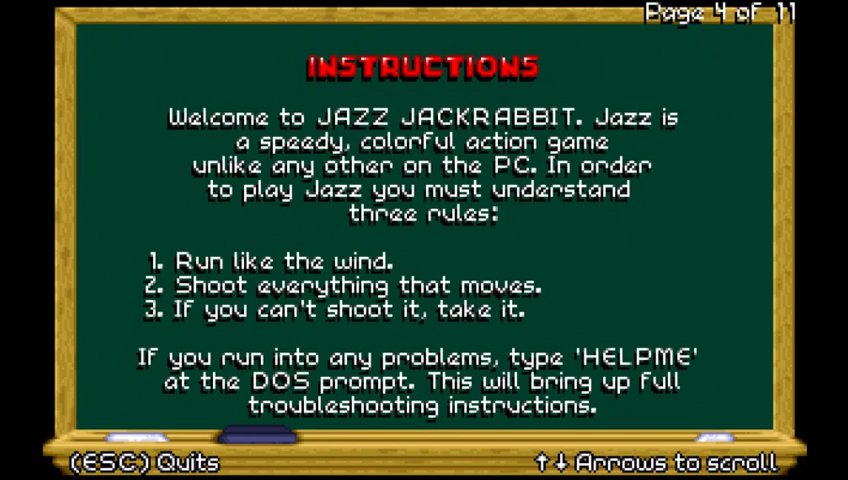 Page 4 of 11
INSTRUCTIONS
Welcome to JAZZ JACKRABBIT. Jazz is
a speedy, colorful action game
unlike any other on the PC. In order
to play Jazz you must understand
three rules:
1. Run like the wind.
2. Shoot everything that moves.
3. If you can't shoot it, take it.
If you run into any problems, type 'HELPME'
at the DOS prompt. This will bring up full
troubleshooting instructions.
(ESC) Quits
↑↓ Arrows to scroll